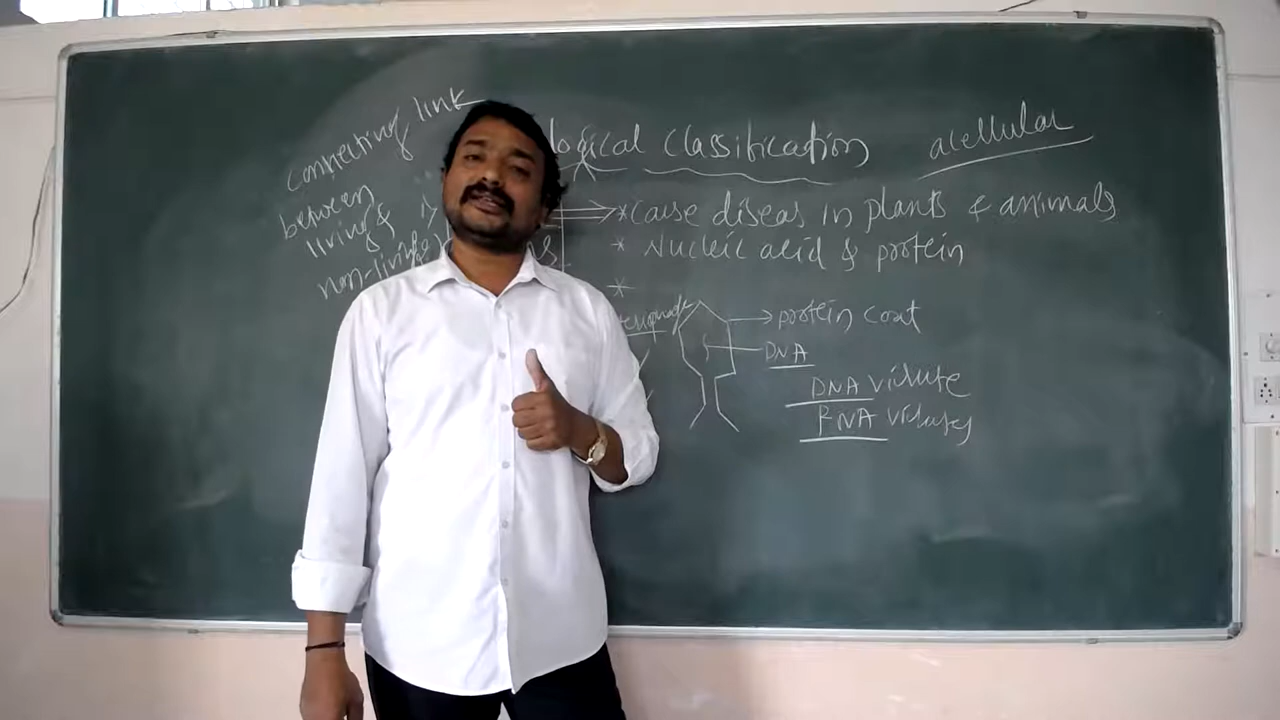 connecting link
between
living &
non-living
logical classification
acellular
* Cause diseas in plants & animals
* Nucleic acid & protein
*
protein coat
DNA
DNA virute
RNA virutes